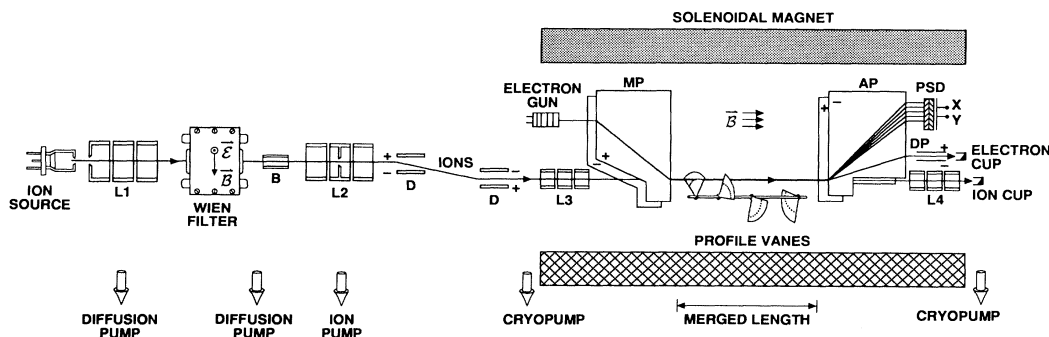 SOLENOIDAL MAGNET
MP
AP
PSD
ELECTRON
GUN
+
-
X
Y
B
E
B
+
-
IONS
-
+
-
+
DP
+
-
ELECTRON
CUP
ION CUP
ION
SOURCE
L1
WIEN
FILTER
B
L2
D
D
L3
L4
PROFILE VANES
DIFFUSION
PUMP
DIFFUSION
PUMP
ION
PUMP
CRYOPUMP
MERGED LENGTH
CRYOPUMP